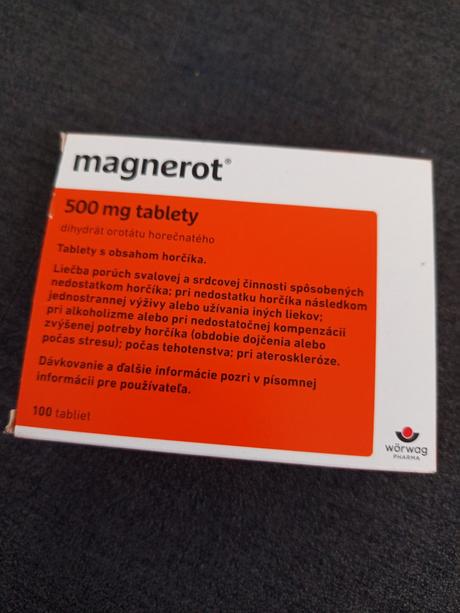 magnerot®
500 mg tablety
dihydrát orotátu horečnatého
Tablety s obsahom horčíka.
Liečba porúch svalovej a srdcovej činnosti spôsobených
nedostatkom horčíka; pri nedostatku horčíka následkom
jednostrannej výživy alebo užívania iných liekov;
pri alkoholizme alebo pri nedostatočnej kompenzácii
zvýšenej potreby horčíka (obdobie dojčenia alebo
počas stresu); počas tehotenstva; pri ateroskleróze.
Dávkovanie a ďalšie informácie pozri v písomnej
informácii pre používateľa.
100 tabliet
wörwag
PHARMA